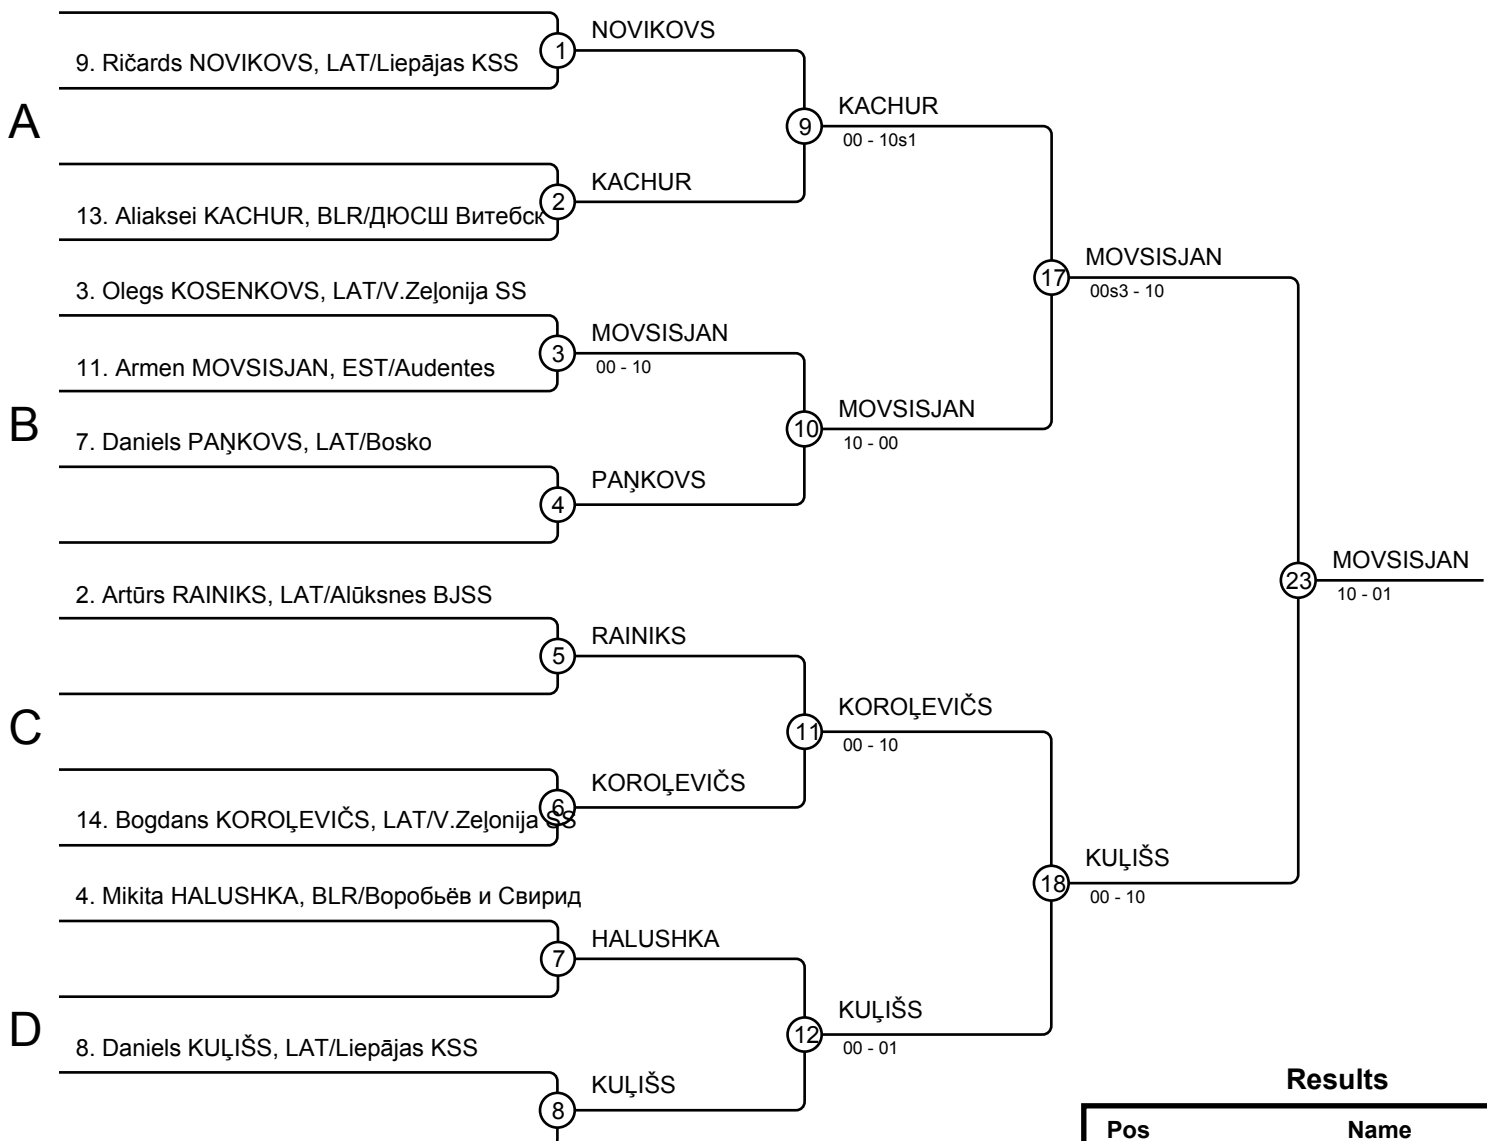 NOVIKOVS
1
9. Ričards NOVIKOVS, LAT/Liepājas KSS
A
KACHUR
9
00 - 10s1
KACHUR
2
13. Aliaksei KACHUR, BLR/ДЮСШ Витебск
MOVSISJAN
17
00s3 - 10
3. Olegs KOSENKOVS, LAT/V.Zeļonija SS
MOVSISJAN
3
00 - 10
11. Armen MOVSISJAN, EST/Audentes
B
MOVSISJAN
10
10 - 00
7. Daniels PAŅKOVS, LAT/Bosko
PAŅKOVS
4
MOVSISJAN
23
10 - 01
2. Artūrs RAINIKS, LAT/Alūksnes BJSS
RAINIKS
5
C
KOROĻEVIČS
11
00 - 10
KOROĻEVIČS
6
14. Bogdans KOROĻEVIČS, LAT/V.Zeļonija SS
KUĻIŠS
18
00 - 10
4. Mikita HALUSHKA, BLR/Воробьёв и Свирид
HALUSHKA
7
D
KUĻIŠS
12
00 - 01
8. Daniels KUĻIŠS, LAT/Liepājas KSS
KUĻIŠS
8
Results
Pos Name